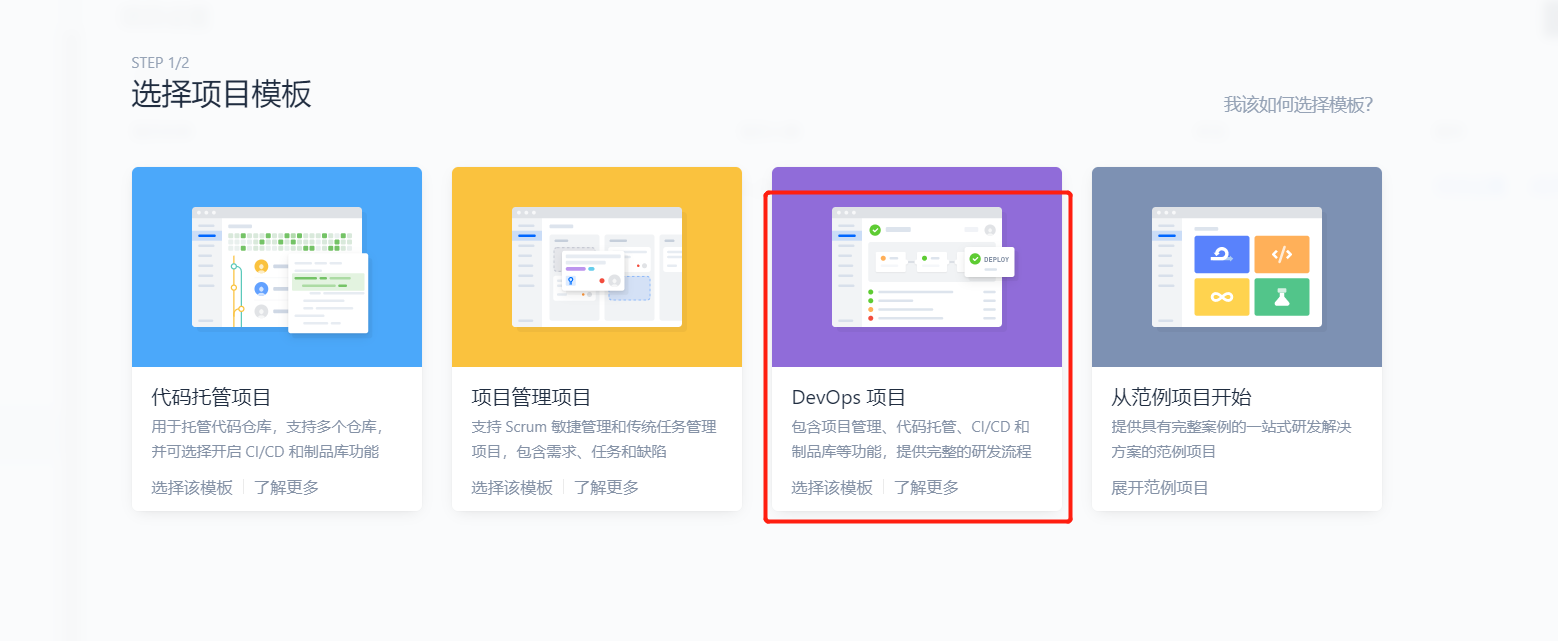 STEP 1/2
选择项目模板
我该如何选择模板?
DEPLOY
代码托管项目
用于托管代码仓库，支持多个仓库，
并可选择开启 CI/CD 和制品库功能
选择该模板 | 了解更多
项目管理项目
支持 Scrum 敏捷管理和传统任务管理
项目，包含需求、任务和缺陷
选择该模板 | 了解更多
DevOps 项目
包含项目管理、代码托管、CI/CD 和
制品库等功能，提供完整的研发流程
选择该模板 | 了解更多
从范例项目开始
提供具有完整案例的一站式研发解决
方案的范例项目
展开范例项目